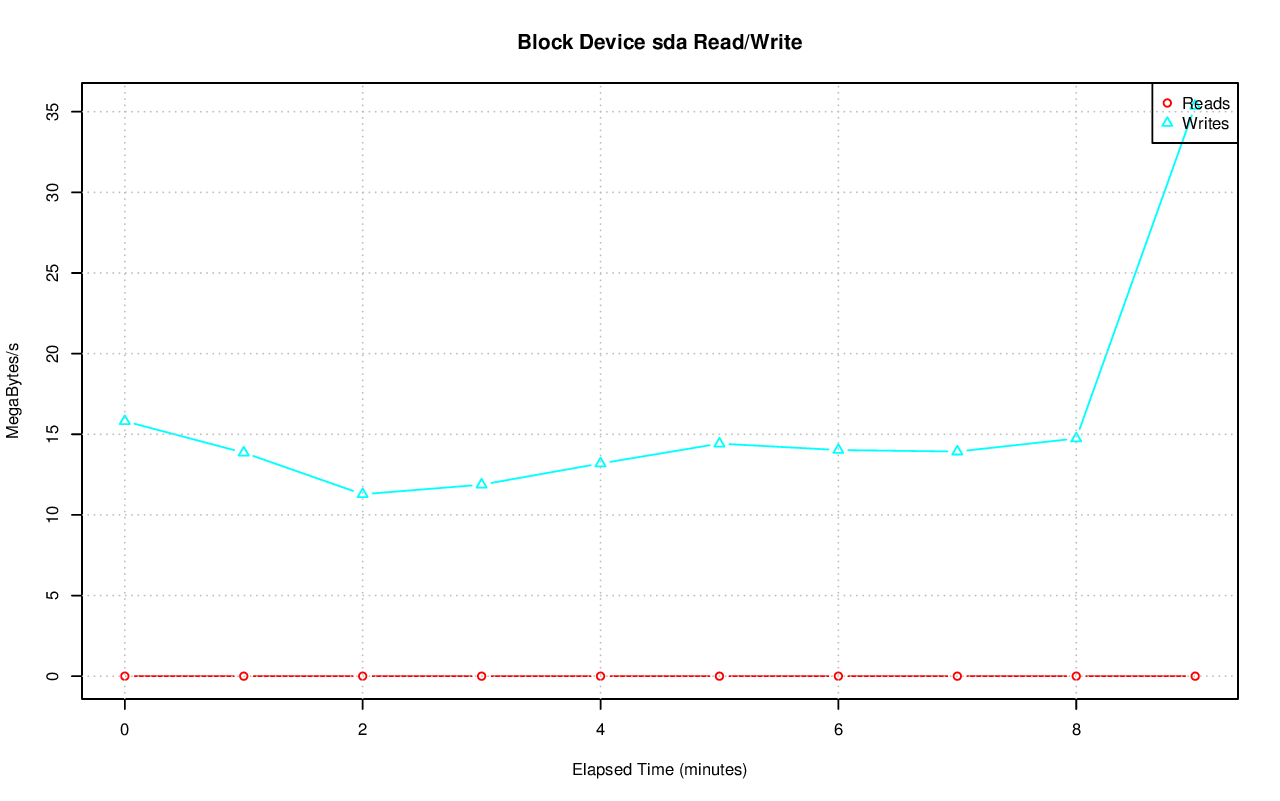 Block Device sda Read/Write
Reads
Writes
35
30
25
20
15
10
5
0
MegaBytes/s
0 2 4 6 8
Elapsed Time (minutes)